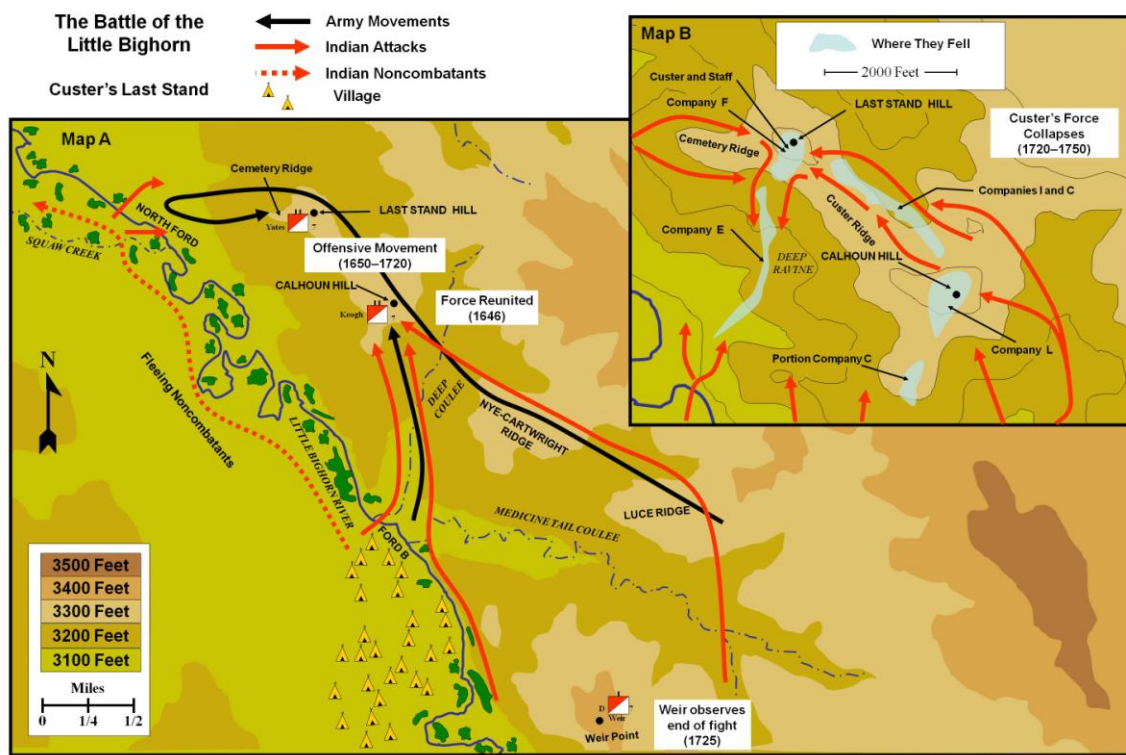 The Battle of the
Little Bighorn
Custer's Last Stand
Army Movements
Indian Attacks
Indian Noncombatants
Village
Map A
Cemetery Ridge
NORTH FORD
SQUAW CREEK
LAST STAND HILL
Yates
7
Offensive Movement
(1650–1720)
CALHOUN HILL
Keogh
7
Force Reunited
(1646)
N
Fleeing Noncombatants
DEEP
COULEE
NYE-CARTWRIGHT
RIDGE
LITTLE BIGHORN
RIVER
FORD B
LUCE RIDGE
MEDICINE TAIL COULEE
3500 Feet
3400 Feet
3300 Feet
3200 Feet
3100 Feet
Miles
0 1/4 1/2
D 7
Weir
Weir Point
Weir observes
end of fight
(1725)
Map B
Where They Fell
2000 Feet
Custer and Staff
Company F
LAST STAND HILL
Cemetery Ridge
Custer's Force
Collapses
(1720–1750)
Companies I and C
Custer Ridge
Company E
DEEP
RAVINE
CALHOUN HILL
Company L
Portion Company C